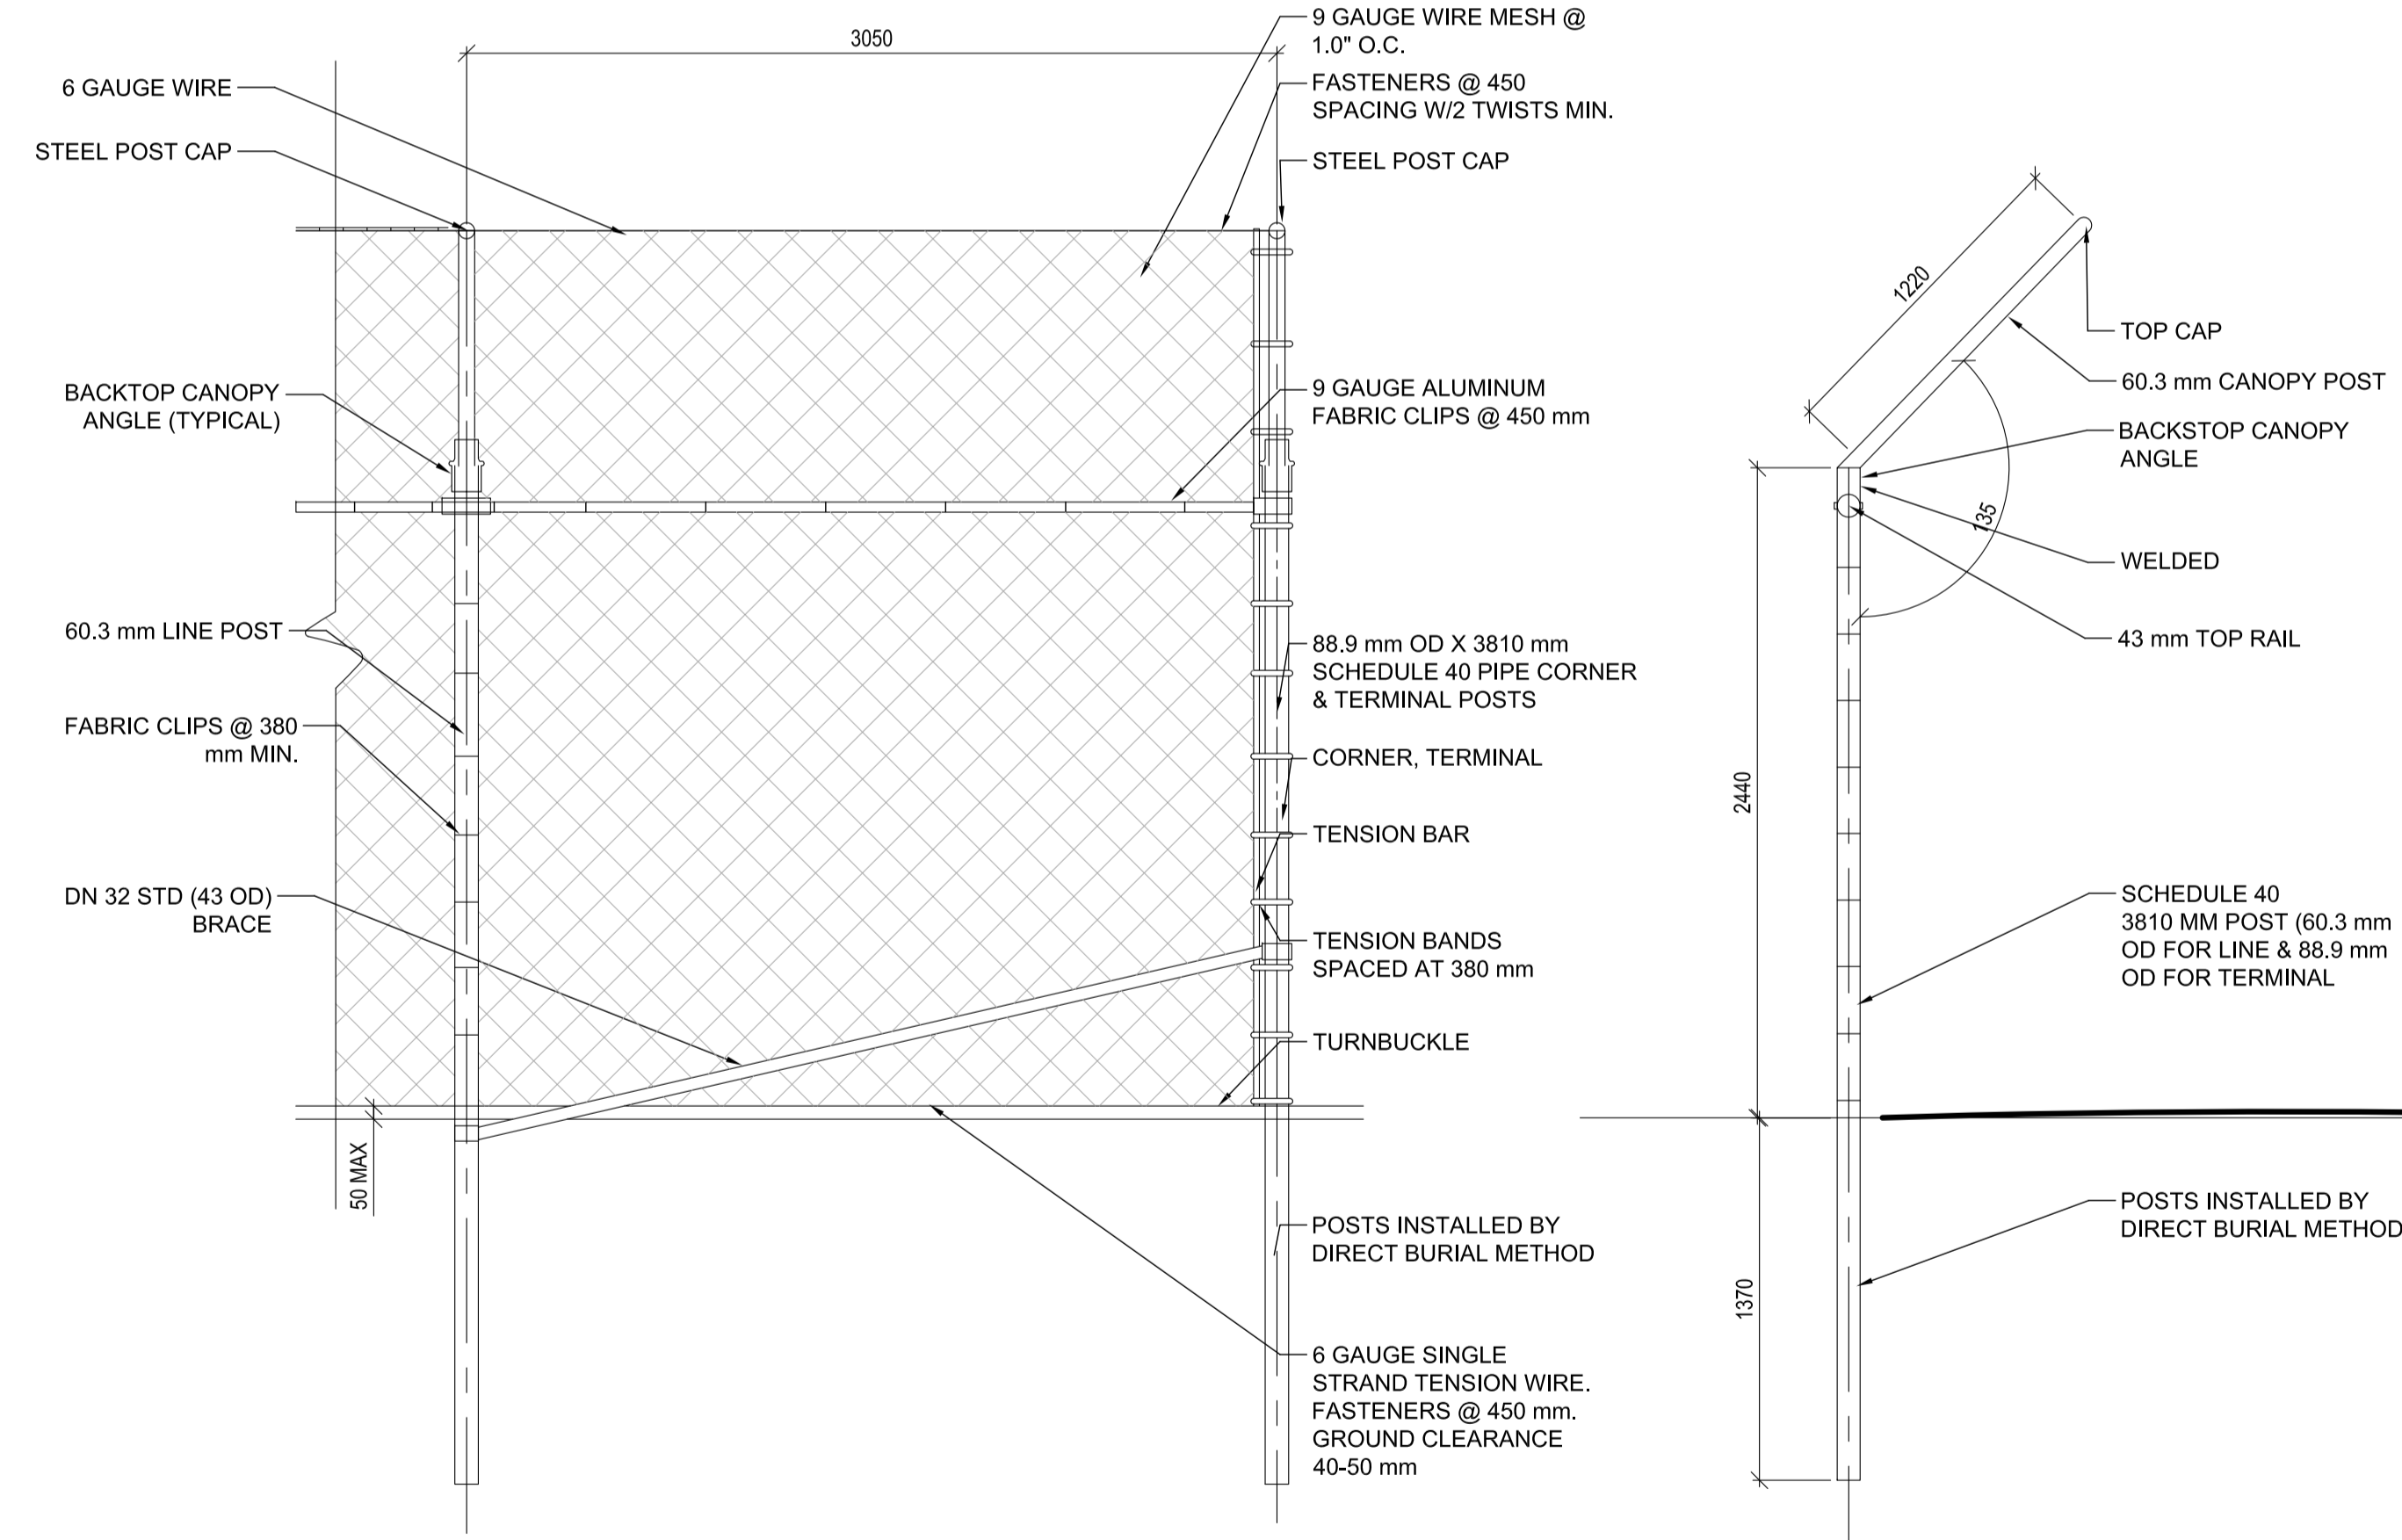 3050
6 GAUGE WIRE
STEEL POST CAP
BACKTOP CANOPY
ANGLE (TYPICAL)
60.3 mm LINE POST
FABRIC CLIPS @ 380
mm MIN.
DN 32 STD (43 OD)
BRACE
50 MAX
9 GAUGE WIRE MESH @
1.0" O.C.
FASTENERS @ 450
SPACING W/2 TWISTS MIN.
STEEL POST CAP
9 GAUGE ALUMINUM
FABRIC CLIPS @ 450 mm
88.9 mm OD X 3810 mm
SCHEDULE 40 PIPE CORNER
& TERMINAL POSTS
CORNER, TERMINAL
TENSION BAR
TENSION BANDS
SPACED AT 380 mm
TURNBUCKLE
POSTS INSTALLED BY
DIRECT BURIAL METHOD
6 GAUGE SINGLE
STRAND TENSION WIRE.
FASTENERS @ 450 mm.
GROUND CLEARANCE
40-50 mm
1220
135
2440
1370
TOP CAP
60.3 mm CANOPY POST
BACKSTOP CANOPY
ANGLE
WELDED
43 mm TOP RAIL
SCHEDULE 40
3810 MM POST (60.3 mm
OD FOR LINE & 88.9 mm
OD FOR TERMINAL
POSTS INSTALLED BY
DIRECT BURIAL METHOD